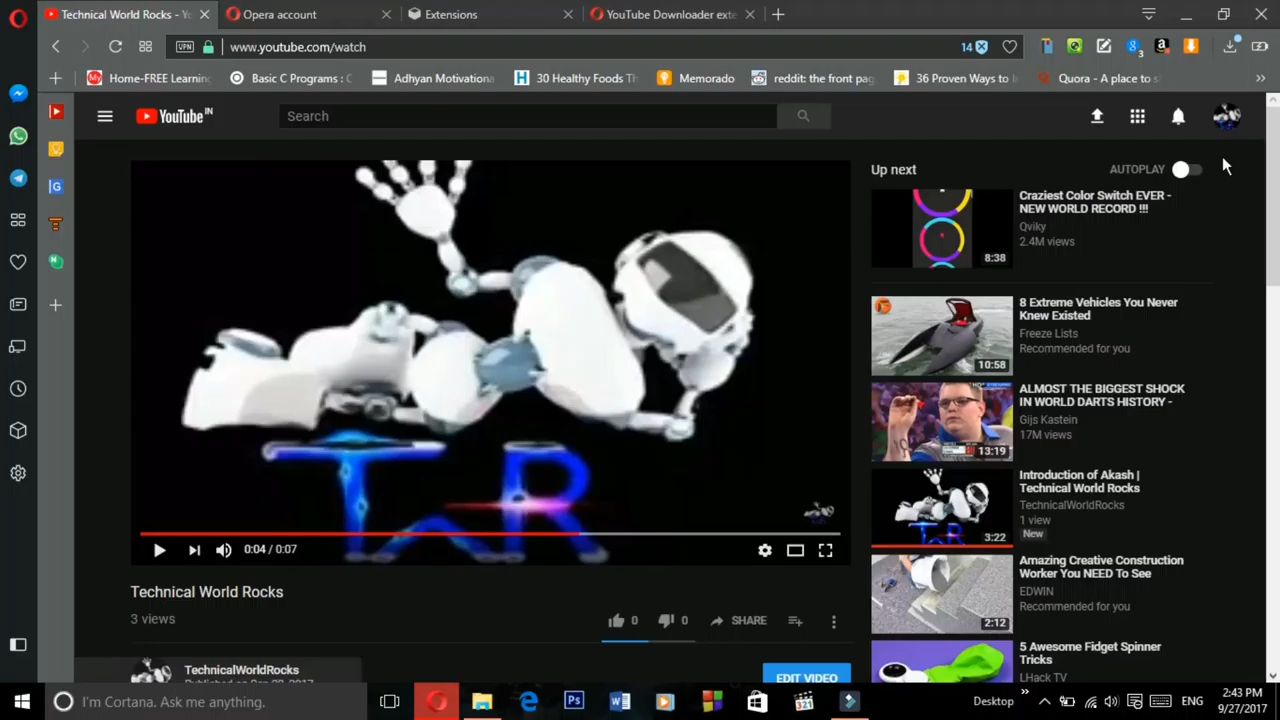 Technical World Rocks - Yo
Opera account
Extensions
YouTube Downloader exte
VPN
www.youtube.com/watch
14
3
Home-FREE Learning
Basic C Programs : C
Adhyan Motivationa
30 Healthy Foods Th
Memorado
reddit: the front pag
36 Proven Ways to I
Quora - A place to s
YouTube IN
Search
Up next
AUTOPLAY
Craziest Color Switch EVER -
NEW WORLD RECORD !!!
Qviky
2.4M views
8:38
8 Extreme Vehicles You Never
Knew Existed
Freeze Lists
Recommended for you
10:58
ALMOST THE BIGGEST SHOCK
IN WORLD DARTS HISTORY -
Gijs Kastein
17M views
13:19
Introduction of Akash |
Technical World Rocks
TechnicalWorldRocks
1 view
New
3:22
Amazing Creative Construction
Worker You NEED To See
EDWIN
Recommended for you
2:12
5 Awesome Fidget Spinner
Tricks
LHack TV
TwR
0:04 / 0:07
Technical World Rocks
3 views
0
0
SHARE
TechnicalWorldRocks
EDIT VIDEO
I'm Cortana. Ask me anything.
Desktop
ENG
2:43 PM
9/27/2017